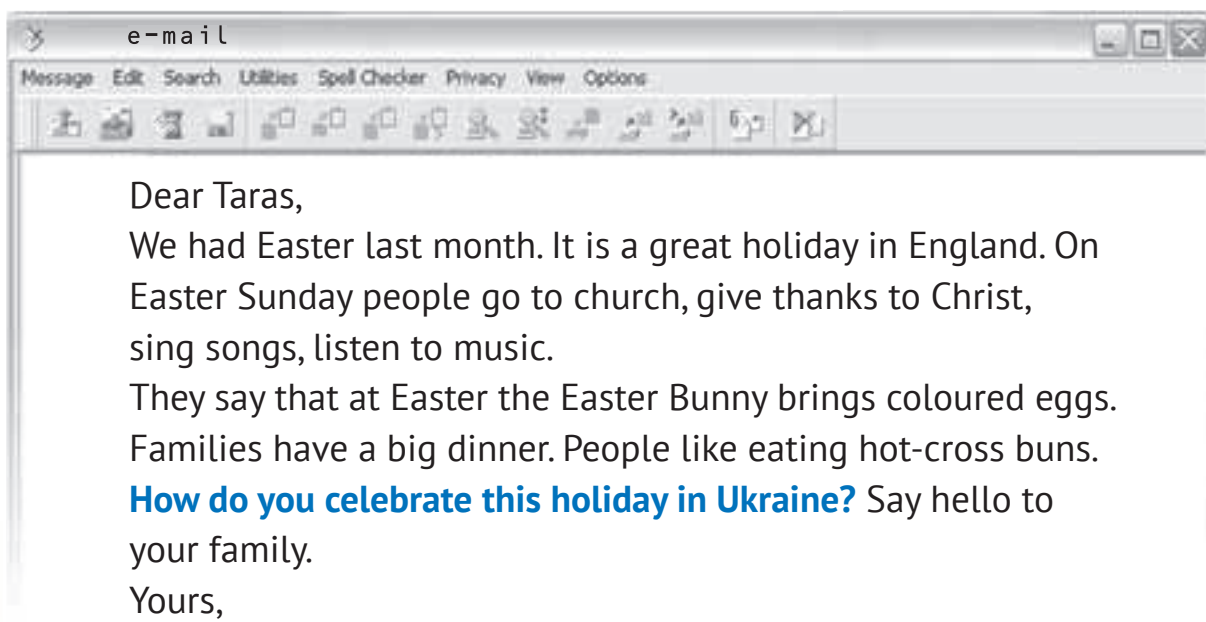 e-mail
Message Edit Search Utilities Spell Checker Privacy View Options
Dear Taras,
We had Easter last month. It is a great holiday in England. On
Easter Sunday people go to church, give thanks to Christ,
sing songs, listen to music.
They say that at Easter the Easter Bunny brings coloured eggs.
Families have a big dinner. People like eating hot-cross buns.
How do you celebrate this holiday in Ukraine? Say hello to
your family.
Yours,